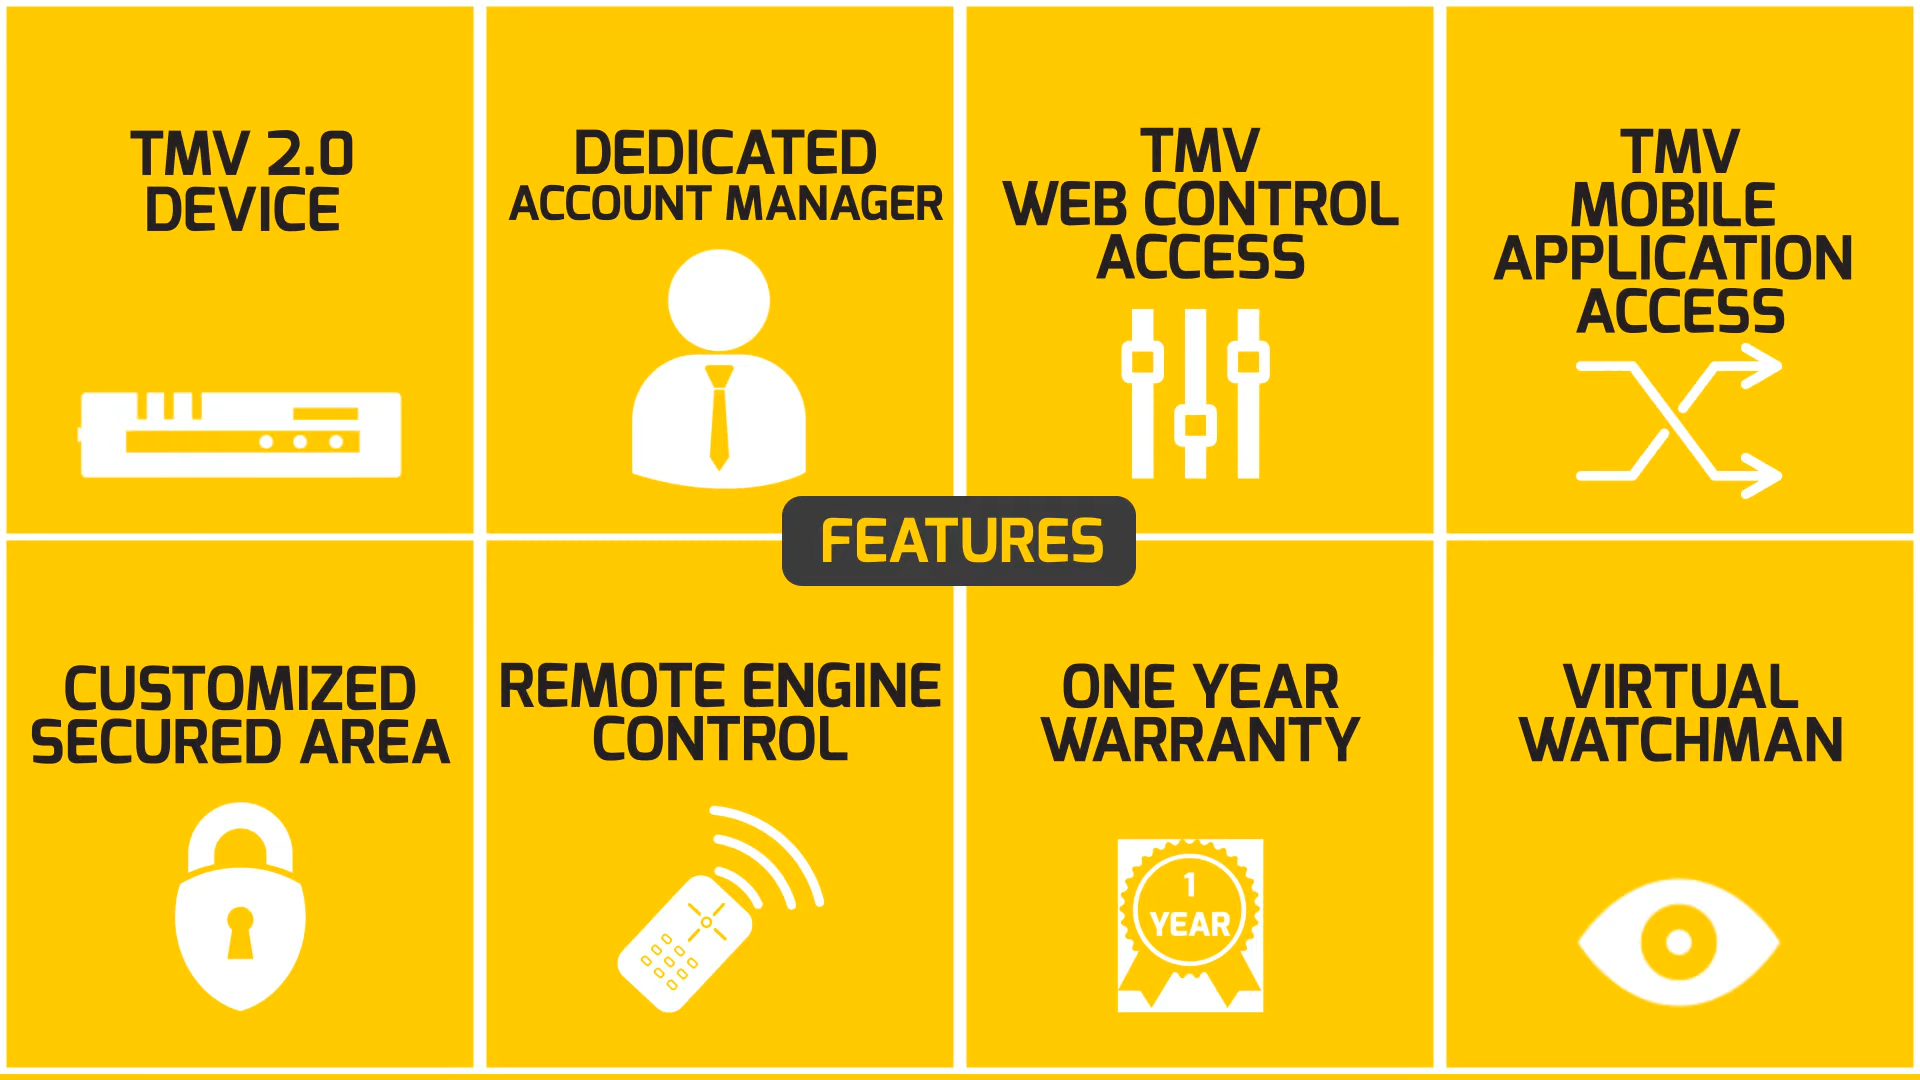 TMV 2.0
DEVICE
DEDICATED
ACCOUNT MANAGER
TMV
WEB CONTROL
ACCESS
TMV
MOBILE
APPLICATION
ACCESS
FEATURES
CUSTOMIZED
SECURED AREA
REMOTE ENGINE
CONTROL
ONE YEAR
WARRANTY
1
YEAR
VIRTUAL
WATCHMAN